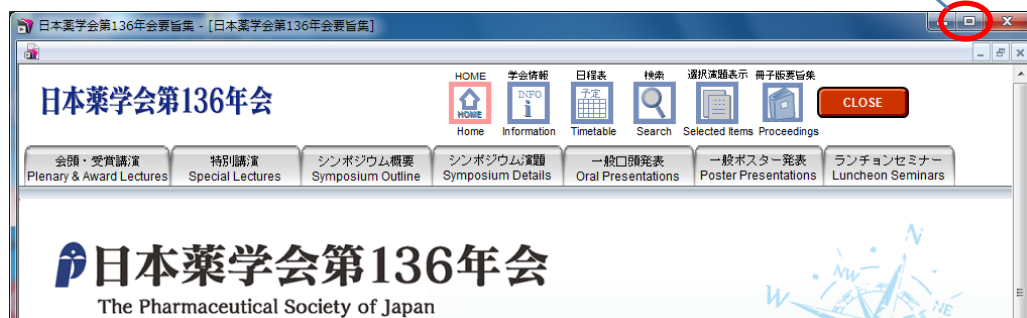 日本薬学会第136年会要旨集 - [日本薬学会第136年会要旨集]
日本薬学会第136年会
HOME 学会情報 日程表 検索 選択演題表示 冊子版要旨集
HOME INFO i 予定 CLOSE
Home Information Timetable Search Selected Items Proceedings
会頭・受賞講演 特別講演 シンポジウム概要 シンポジウム演題 一般口頭発表 一般ポスター発表 ランチョンセミナー
Plenary & Award Lectures Special Lectures Symposium Outline Symposium Details Oral Presentations Poster Presentations Luncheon Seminars
日本薬学会第136年会
The Pharmaceutical Society of Japan
N
NW
W
NE